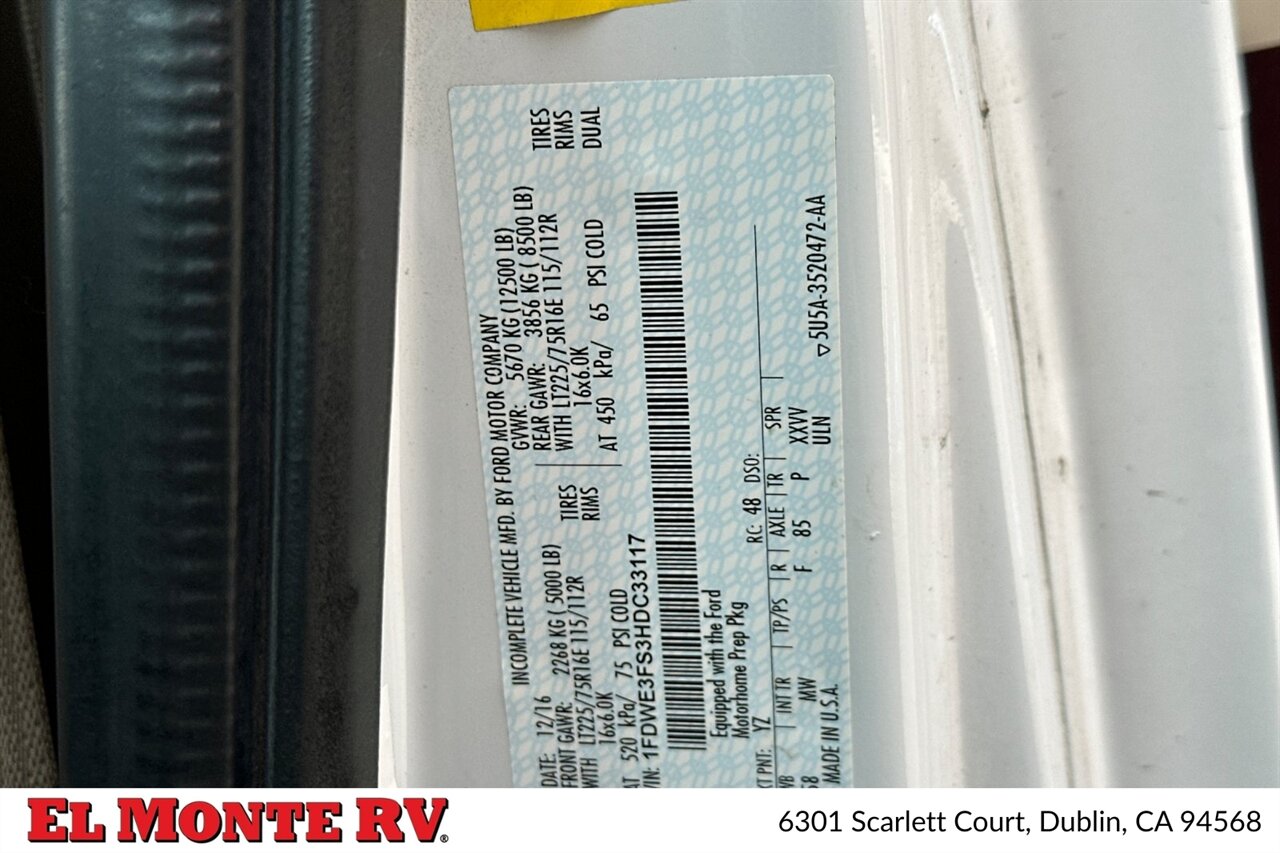 INCOMPLETE VEHICLE MFD. BY FORD MOTOR COMPANY
DATE: 12/16 GVWR: 5670 KG (12500 LB)
FRONT GAWR: 2268 KG ( 5000 LB) REAR GAWR: 3856 KG ( 8500 LB)
WITH LT225/75R16E 115/112R TIRES WITH LT225/75R16E 115/112R TIRES
16x6.0K RIMS 16x6.0K RIMS
AT 520 kPa/ 75 PSI COLD AT 450 kPa/ 65 PSI COLD DUAL
VIN: 1FDWE3FS3HDC33117
Equipped with the Ford
Motorhome Prep Pkg
EXT PNT: YZ RC: 48 DSO:
WB INT TR TP/PS R AXLE TR SPR
58 MW F 85 P XXVV
MADE IN U.S.A. ULN
▽5U5A-3520472-AA
EL MONTE RV®
6301 Scarlett Court, Dublin, CA 94568